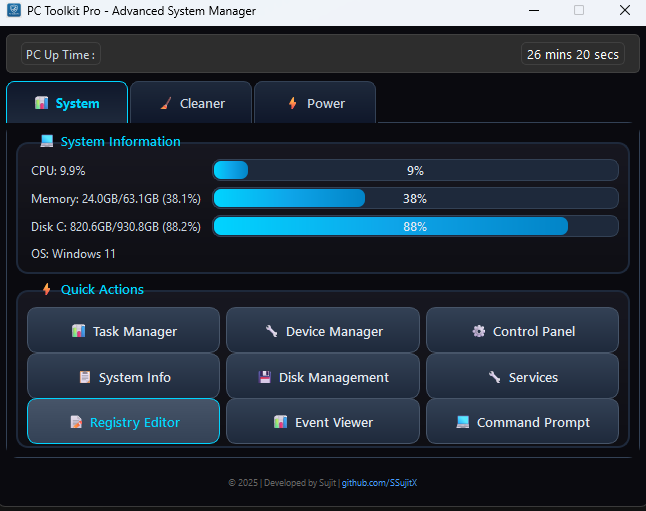 PC Toolkit Pro - Advanced System Manager
PC Up Time : 26 mins 20 secs
System Cleaner Power
System Information
CPU: 9.9% 9%
Memory: 24.0GB/63.1GB (38.1%) 38%
Disk C: 820.6GB/930.8GB (88.2%) 88%
OS: Windows 11
Quick Actions
Task Manager Device Manager Control Panel
System Info Disk Management Services
Registry Editor Event Viewer Command Prompt
© 2025 | Developed by Sujit | github.com/SSujitX